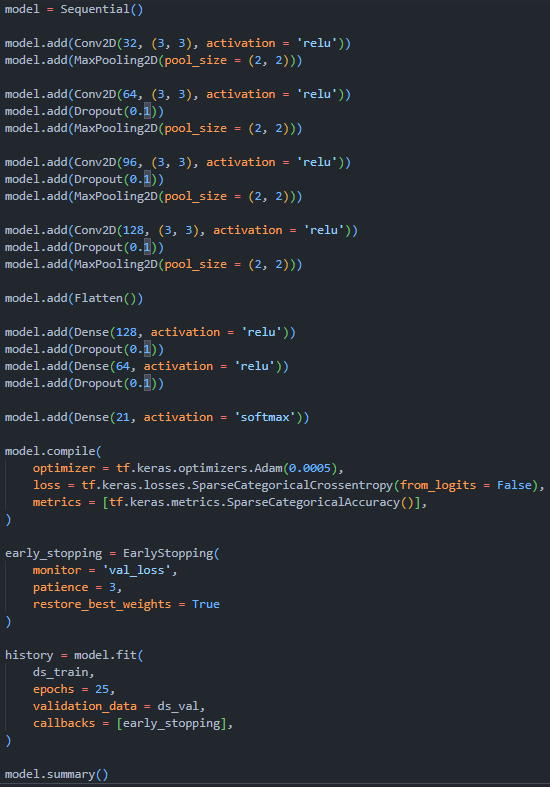 model = Sequential()
model.add(Conv2D(32, (3, 3), activation = 'relu'))
model.add(MaxPooling2D(pool_size = (2, 2)))
model.add(Conv2D(64, (3, 3), activation = 'relu'))
model.add(Dropout(0.1))
model.add(MaxPooling2D(pool_size = (2, 2)))
model.add(Conv2D(96, (3, 3), activation = 'relu'))
model.add(Dropout(0.1))
model.add(MaxPooling2D(pool_size = (2, 2)))
model.add(Conv2D(128, (3, 3), activation = 'relu'))
model.add(Dropout(0.1))
model.add(MaxPooling2D(pool_size = (2, 2)))
model.add(Flatten())
model.add(Dense(128, activation = 'relu'))
model.add(Dropout(0.1))
model.add(Dense(64, activation = 'relu'))
model.add(Dropout(0.1))
model.add(Dense(21, activation = 'softmax'))
model.compile(
    optimizer = tf.keras.optimizers.Adam(0.0005),
    loss = tf.keras.losses.SparseCategoricalCrossentropy(from_logits = False),
    metrics = [tf.keras.metrics.SparseCategoricalAccuracy()],
)
early_stopping = EarlyStopping(
    monitor = 'val_loss',
    patience = 3,
    restore_best_weights = True
)
history = model.fit(
    ds_train,
    epochs = 25,
    validation_data = ds_val,
    callbacks = [early_stopping],
)
model.summary()